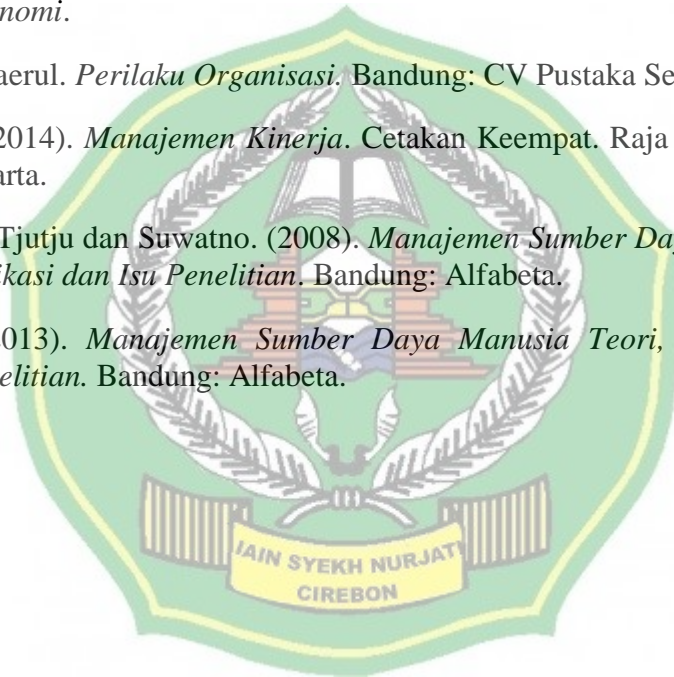 nomi.
aerul. Perilaku Organisasi. Bandung: CV Pustaka Se
2014). Manajemen Kinerja. Cetakan Keempat. Raja
arta.
Tjutju dan Suwatno. (2008). Manajemen Sumber Day
ikasi dan Isu Penelitian. Bandung: Alfabeta.
2013). Manajemen Sumber Daya Manusia Teori,
elitian. Bandung: Alfabeta.
IAIN SYEKH NURJATI
CIREBON